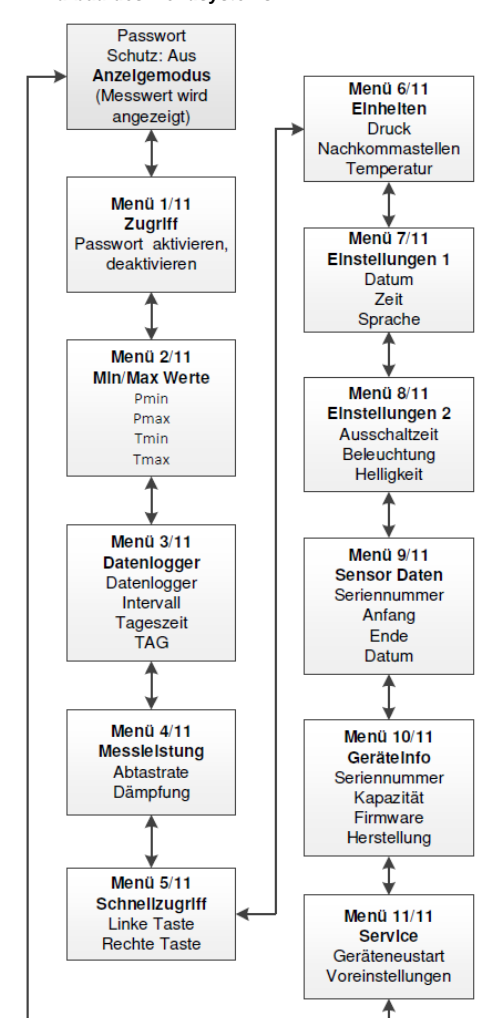 Passwort
Schutz: Aus
Anzeigemodus
(Messwert wird
angezeigt)
Menü 1/11
Zugriff
Passwort aktivieren,
deaktivieren
Menü 2/11
Min/Max Werte
Pmin
Pmax
Tmin
Tmax
Menü 3/11
Datenlogger
Datenlogger
Intervall
Tageszeit
TAG
Menü 4/11
Messleistung
Abtastrate
Dämpfung
Menü 5/11
Schnellzugriff
Linke Taste
Rechte Taste
Menü 6/11
Einheiten
Druck
Nachkommastellen
Temperatur
Menü 7/11
Einstellungen 1
Datum
Zeit
Sprache
Menü 8/11
Einstellungen 2
Ausschaltzeit
Beleuchtung
Helligkeit
Menü 9/11
Sensor Daten
Seriennummer
Anfang
Ende
Datum
Menü 10/11
GeräteInfo
Seriennummer
Kapazität
Firmware
Herstellung
Menü 11/11
Service
Geräteneustart
Voreinstellungen